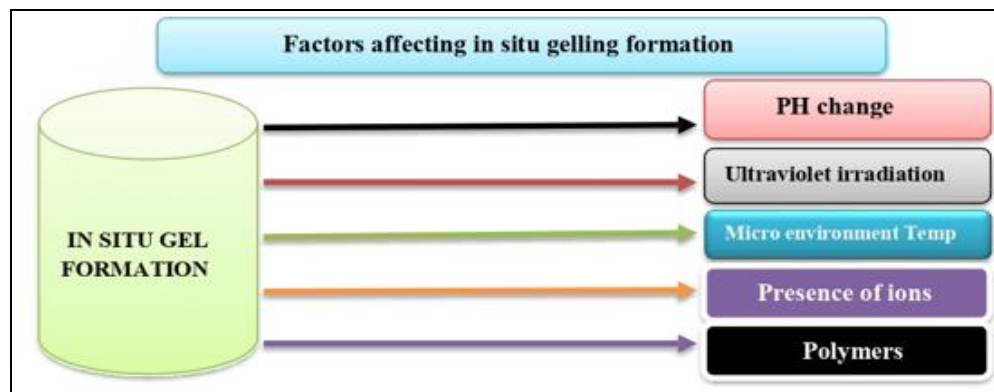 Factors affecting in situ gelling formation
IN SITU GEL
FORMATION
PH change
Ultraviolet irradiation
Micro environment Temp
Presence of ions
Polymers